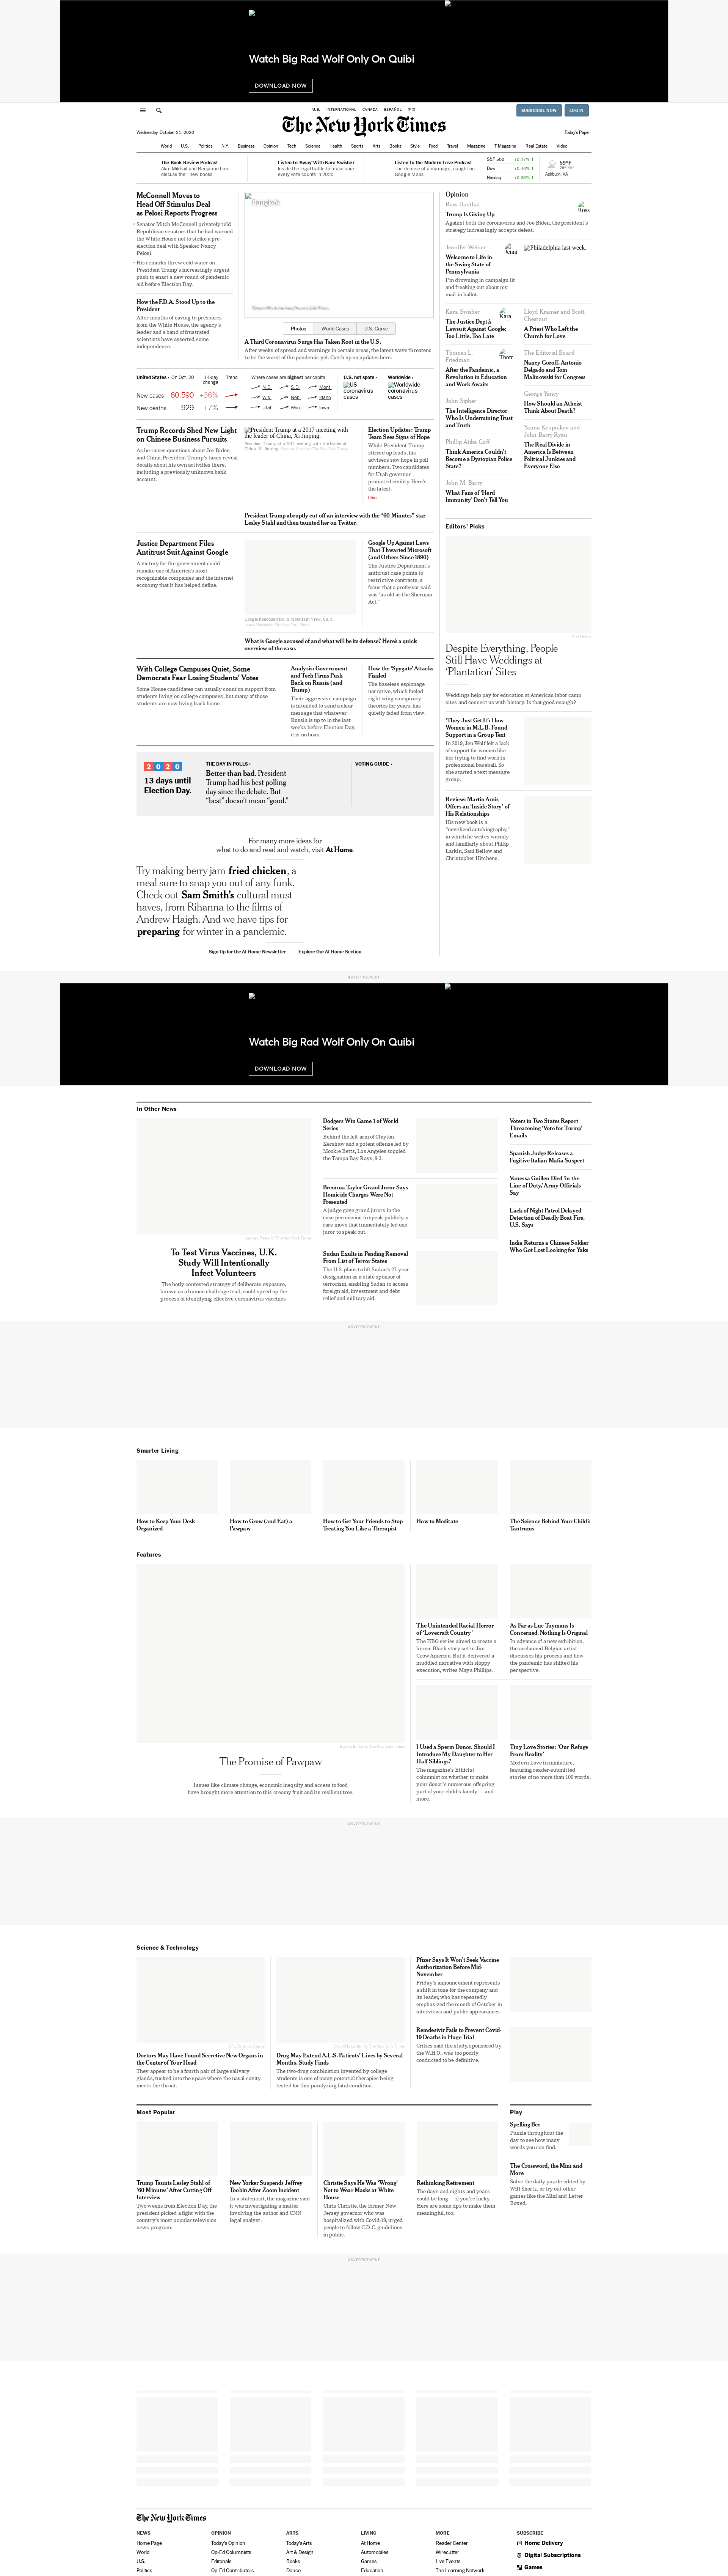 Watch Big Rad Wolf Only On Quibi
DOWNLOAD NOW
U.S. INTERNATIONAL CANADA ESPAÑOL 中文
SUBSCRIBE NOW LOG IN
The New York Times
Wednesday, October 21, 2020
Today's Paper
World U.S. Politics N.Y. Business Opinion Tech Science Health Sports Arts Books Style Food Travel Magazine T Magazine Real Estate Video
The Book Review Podcast
Alan Mikhail and Benjamin Lorr
discuss their new books.
Listen to 'Sway' With Kara Swisher
Inside the legal battle to make sure
every vote counts in 2020.
Listen to the Modern Love Podcast
The demise of a marriage, caught on
Google Maps.
S&P 500 +0.47% ↑
Dow +0.40% ↑
Nasdaq +0.33% ↑
Ashburn, VA
McConnell Moves to
Head Off Stimulus Deal
as Pelosi Reports Progress
• Senator Mitch McConnell privately told
Republican senators that he had warned
the White House not to strike a pre-
election deal with Speaker Nancy
Pelosi.
• His remarks threw cold water on
President Trump's increasingly urgent
push to enact a new round of pandemic
aid before Election Day.
How the F.D.A. Stood Up to the
President
After months of caving to pressures
from the White House, the agency's
leader and a band of frustrated
scientists have asserted some
independence.
Photos World Cases U.S. Curve
A Third Coronavirus Surge Has Taken Root in the U.S.
After weeks of spread and warnings in certain areas, the latest wave threatens
to be the worst of the pandemic yet. Catch up on updates here.
United States › On Oct. 20 14-day
change Trend
New cases 60,590 +36%
New deaths 929 +7%
Where cases are highest per capita
N.D. S.D. Mont.
Wis. Neb. Idaho
Utah Wyo. Iowa
U.S. hot spots ›
US
coronavirus
cases
Worldwide ›
Worldwide
coronavirus
cases
Trump Records Shed New Light
on Chinese Business Pursuits
As he raises questions about Joe Biden
and China, President Trump's taxes reveal
details about his own activities there,
including a previously unknown bank
account.
President Trump at a 2017 meeting with
the leader of China, Xi Jinping.
President Trump at a 2017 meeting with the leader of
China, Xi Jinping.
Election Updates: Trump
Team Sees Signs of Hope
While President Trump
stirred up feuds, his
advisers saw hope in poll
numbers. Two candidates
for Utah governor
promoted civility. Here's
the latest.
Live
President Trump abruptly cut off an interview with the "60 Minutes" star
Lesley Stahl and then taunted her on Twitter.
Justice Department Files
Antitrust Suit Against Google
A victory for the government could
remake one of America's most
recognizable companies and the internet
economy that it has helped define.
Google headquarters in Mountain View, Calif.
Google Up Against Laws
That Thwarted Microsoft
(and Others Since 1890)
The Justice Department's
antitrust case points to
restrictive contracts, a
focus that a professor said
was "as old as the Sherman
Act."
What is Google accused of and what will be its defense? Here's a quick
overview of the case.
With College Campuses Quiet, Some
Democrats Fear Losing Students' Votes
Some House candidates can usually count on support from
students living on college campuses, but many of those
students are now living back home.
Analysis: Government
and Tech Firms Push
Back on Russia (and
Trump)
Their aggressive campaign
is intended to send a clear
message that whatever
Russia is up to in the last
weeks before Election Day,
it is no hoax.
How the 'Spygate' Attacks
Fizzled
The baseless espionage
narrative, which fueled
right-wing conspiracy
theories for years, has
quietly faded from view.
2020
13 days until
Election Day.
THE DAY IN POLLS ›
Better than bad. President
Trump had his best polling
day since the debate. But
"best" doesn't mean "good."
VOTING GUIDE ›
For many more ideas for
what to do and read and watch, visit At Home.
Try making berry jam fried chicken, a
meal sure to snap you out of any funk.
Check out Sam Smith's cultural must-
haves, from Rihanna to the films of
Andrew Haigh. And we have tips for
preparing for winter in a pandemic.
Sign Up for the At Home Newsletter Explore Our At Home Section
Opinion
Ross Douthat
Trump Is Giving Up
Against both the coronavirus and Joe Biden, the president's
strategy increasingly accepts defeat.
Jennifer Weiner
Welcome to Life in
the Swing State of
Pennsylvania
I'm drowning in campaign lit
and freaking out about my
mail-in ballot.
Philadelphia last week.
Kara Swisher
The Justice Dept.'s
Lawsuit Against Google:
Too Little, Too Late
Thomas L.
Friedman
After the Pandemic, a
Revolution in Education
and Work Awaits
John Sipher
The Intelligence Director
Who Is Undermining Trust
and Truth
Phillip Atiba Goff
Think America Couldn't
Become a Dystopian Police
State?
John M. Barry
What Fans of 'Herd
Immunity' Don't Tell You
Lloyd Kramer and Scott
Chestnut
A Priest Who Left the
Church for Love
The Editorial Board
Nancy Goroff, Antonio
Delgado and Tom
Malinowski for Congress
George Yancy
How Should an Atheist
Think About Death?
Yanna Krupnikov and
John Barry Ryan
The Real Divide in
America Is Between
Political Junkies and
Everyone Else
Editors' Picks
Despite Everything, People
Still Have Weddings at
'Plantation' Sites
Weddings help pay for education at American labor camp
sites and connect us with history. Is that good enough?
'They Just Get It': How
Women in M.L.B. Found
Support in a Group Text
In 2019, Jen Wolf felt a lack
of support for women like
her trying to find work in
professional baseball. So
she started a text message
group.
Review: Martin Amis
Offers an 'Inside Story' of
His Relationships
His new book is a
"novelized autobiography,"
in which he writes warmly
and familiarly about Philip
Larkin, Saul Bellow and
Christopher Hitchens.
ADVERTISEMENT
Watch Big Rad Wolf Only On Quibi
DOWNLOAD NOW
In Other News
To Test Virus Vaccines, U.K.
Study Will Intentionally
Infect Volunteers
The hotly contested strategy of deliberate exposure,
known as a human challenge trial, could speed up the
process of identifying effective coronavirus vaccines.
Dodgers Win Game 1 of World
Series
Behind the left arm of Clayton
Kershaw and a potent offense led by
Mookie Betts, Los Angeles toppled
the Tampa Bay Rays, 8-3.
Breonna Taylor Grand Juror Says
Homicide Charges Were Not
Presented
A judge gave grand jurors in the
case permission to speak publicly, a
rare move that immediately led one
juror to speak out.
Sudan Exults in Pending Removal
From List of Terror States
The U.S. plans to lift Sudan's 27-year
designation as a state sponsor of
terrorism, enabling Sudan to access
foreign aid, investment and debt
relief and military aid.
Voters in Two States Report
Threatening 'Vote for Trump'
Emails
Spanish Judge Releases a
Fugitive Italian Mafia Suspect
Vanessa Guillen Died 'in the
Line of Duty,' Army Officials
Say
Lack of Night Patrol Delayed
Detection of Deadly Boat Fire,
U.S. Says
India Returns a Chinese Soldier
Who Got Lost Looking for Yaks
ADVERTISEMENT
Smarter Living
How to Keep Your Desk
Organized
How to Grow (and Eat) a
Pawpaw
How to Get Your Friends to Stop
Treating You Like a Therapist
How to Meditate
The Science Behind Your Child's
Tantrums
Features
The Promise of Pawpaw
Issues like climate change, economic inequity and access to food
have brought more attention to this creamy fruit and its resilient tree.
The Unintended Racial Horror
of 'Lovecraft Country'
The HBO series aimed to create a
heroic Black story set in Jim
Crow America. But it delivered a
muddled narrative with sloppy
execution, writes Maya Phillips.
As Far as Luc Tuymans Is
Concerned, Nothing Is Original
In advance of a new exhibition,
the acclaimed Belgian artist
discusses his process and how
the pandemic has shifted his
perspective.
I Used a Sperm Donor. Should I
Introduce My Daughter to Her
Half Siblings?
The magazine's Ethicist
columnist on whether to make
your donor's numerous offspring
part of your child's family — and
more.
Tiny Love Stories: 'Our Refuge
From Reality'
Modern Love in miniature,
featuring reader-submitted
stories of no more than 100 words.
ADVERTISEMENT
Science & Technology
Doctors May Have Found Secretive New Organs in
the Center of Your Head
They appear to be a fourth pair of large salivary
glands, tucked into the space where the nasal cavity
meets the throat.
Drug May Extend A.L.S. Patients' Lives by Several
Months, Study Finds
The two-drug combination invented by college
students is one of many potential therapies being
tested for this paralyzing fatal condition.
Pfizer Says It Won't Seek Vaccine
Authorization Before Mid-
November
Friday's announcement represents
a shift in tone for the company and
its leader, who has repeatedly
emphasized the month of October in
interviews and public appearances.
Remdesivir Fails to Prevent Covid-
19 Deaths in Huge Trial
Critics said the study, sponsored by
the W.H.O., was too poorly
conducted to be definitive.
Most Popular
Trump Taunts Lesley Stahl of
'60 Minutes' After Cutting Off
Interview
Two weeks from Election Day, the
president picked a fight with the
country's most popular television
news program.
New Yorker Suspends Jeffrey
Toobin After Zoom Incident
In a statement, the magazine said
it was investigating a matter
involving the author and CNN
legal analyst.
Christie Says He Was 'Wrong'
Not to Wear Masks at White
House
Chris Christie, the former New
Jersey governor who was
hospitalized with Covid-19, urged
people to follow C.D.C. guidelines
in public.
Rethinking Retirement
The days and nights and years
could be long — if you're lucky.
Here are some tips to make them
meaningful, too.
Play
Spelling Bee
Puzzle throughout the
day to see how many
words you can find.
The Crossword, the Mini and
More
Solve the daily puzzle edited by
Will Shortz, or try out other
games like the Mini and Letter
Boxed.
ADVERTISEMENT
The New York Times
NEWS OPINION ARTS LIVING MORE SUBSCRIBE
Home Page Today's Opinion Today's Arts At Home Reader Center Home Delivery
World Op-Ed Columnists Art & Design Automobiles Wirecutter Digital Subscriptions
U.S. Editorials Books Games Live Events Games
Politics Op-Ed Contributors Dance Education The Learning Network